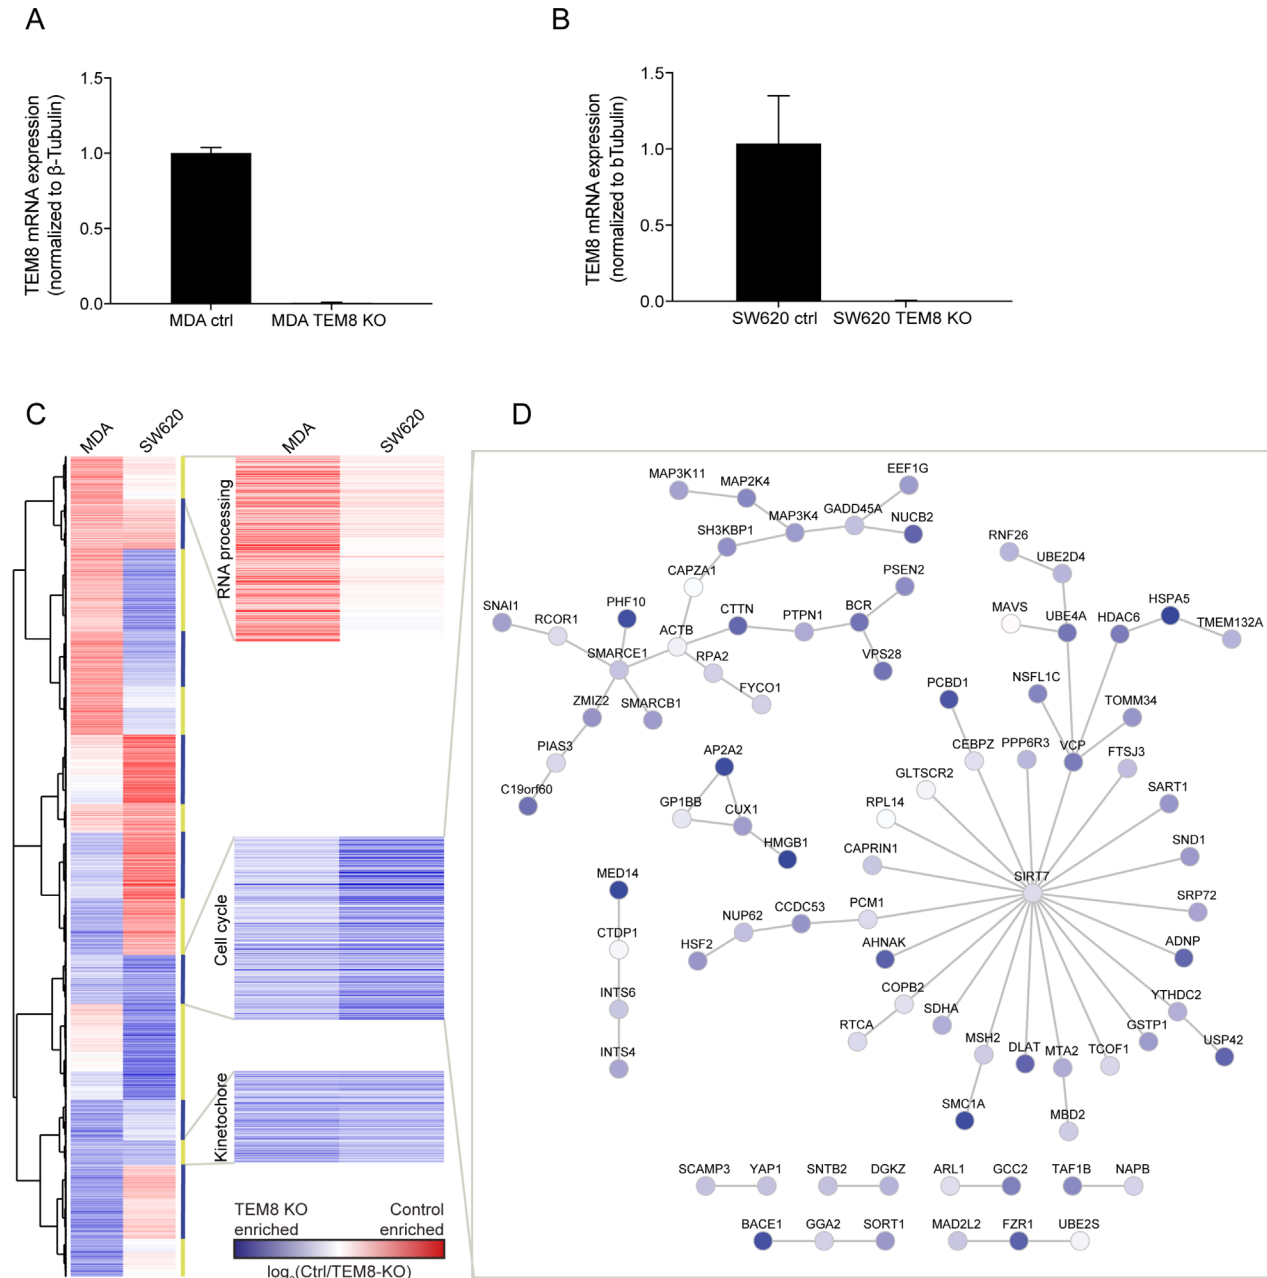 A
B
TEM8 mRNA expression
(normalized to β-Tubulin)
1.5
1.0
0.5
0.0
MDA ctrl
MDA TEM8 KO
TEM8 mRNA expression
(normalized to bTubulin)
1.5
1.0
0.5
0.0
SW620 ctrl
SW620 TEM8 KO
C
MDA
SW620
MDA
SW620
RNA processing
Cell cycle
Kinetochore
TEM8 KO
enriched
Control
enriched
log₂(Ctrl/TEM8-KO)
D
MAP3K11
MAP2K4
EEF1G
MAP3K4
GADD45A
NUCB2
SH3KBP1
CAPZA1
PSEN2
RNF26
UBE2D4
SNAI1
RCOR1
PHF10
CTTN
PTPN1
BCR
MAVS
UBE4A
HDAC6
HSPA5
TMEM132A
ACTB
SMARCE1
RPA2
VPS28
FYCO1
ZMIZ2
SMARCB1
PCBD1
NSFL1C
TOMM34
PIAS3
C19orf60
AP2A2
CEBPZ
PPP6R3
VCP
FTSJ3
GLTSCR2
GP1BB
CUX1
RPL14
SART1
HMGB1
CAPRIN1
SND1
MED14
SIRT7
SRP72
NUP62
CCDC53
PCM1
CTDP1
HSF2
AHNAK
ADNP
INTS6
COPB2
SDHA
YTHDC2
RTCA
MSH2
DLAT
MTA2
TCOF1
GSTP1
USP42
INTS4
SMC1A
MBD2
SCAMP3
YAP1
SNTB2
DGKZ
ARL1
GCC2
TAF1B
NAPB
BACE1
GGA2
SORT1
MAD2L2
FZR1
UBE2S